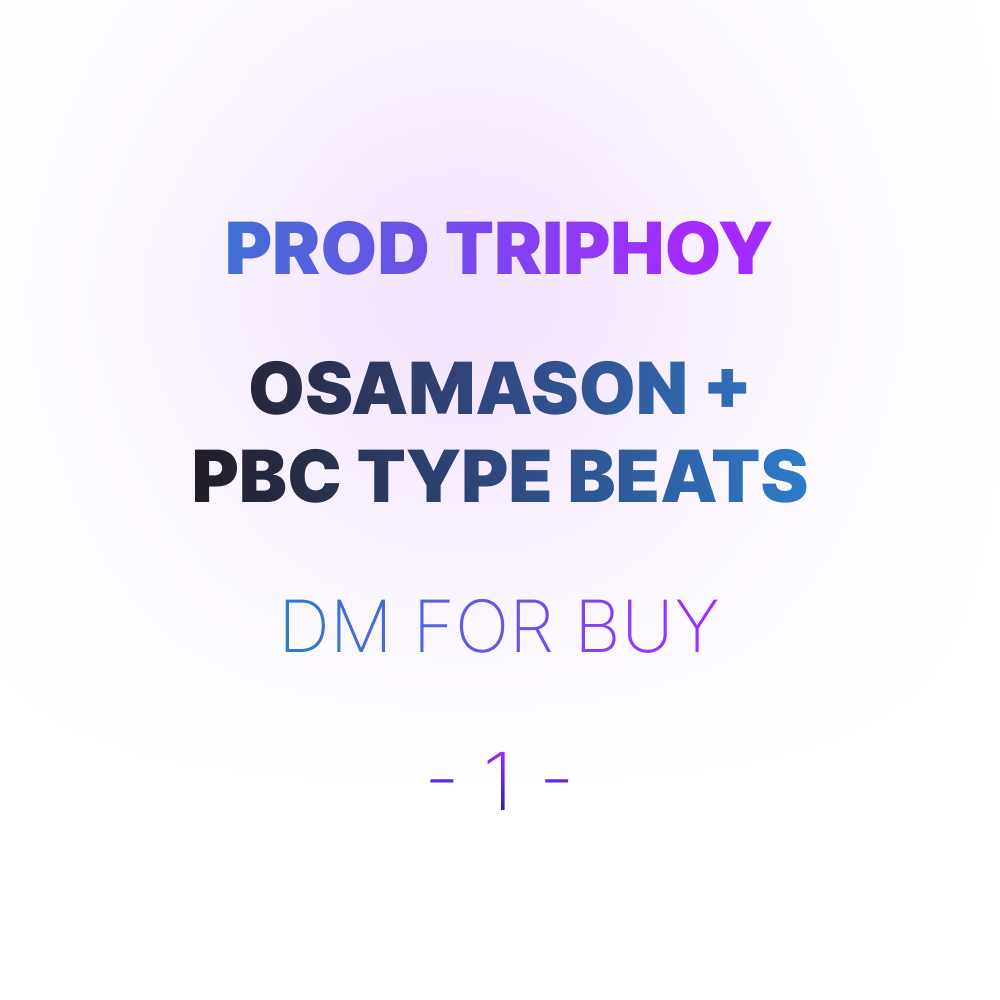 PROD TRIPHOY
OSAMASON +
PBC TYPE BEATS
DM FOR BUY
- 1 -